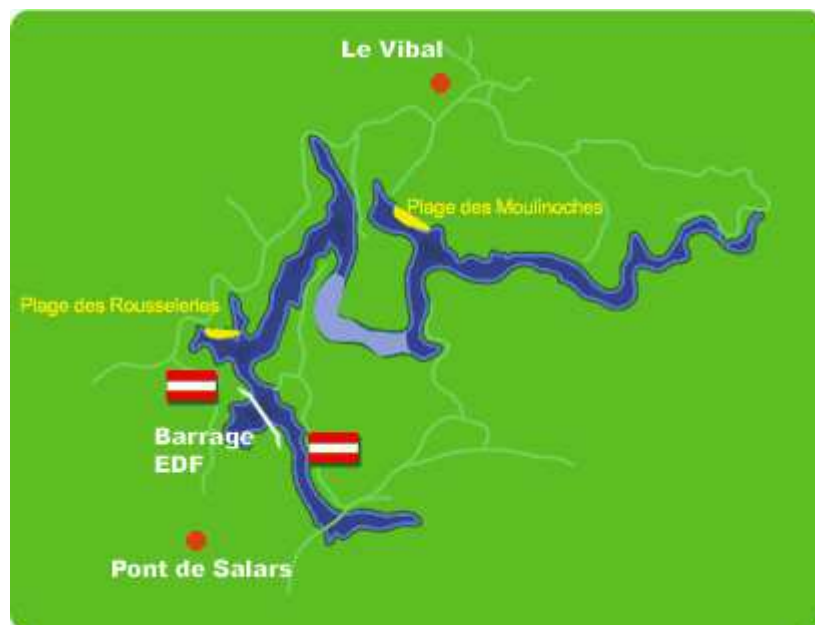 Le Vibal
Plage des Moulinoches
Plage des Rousseleries
Barrage
EDF
Pont de Salars